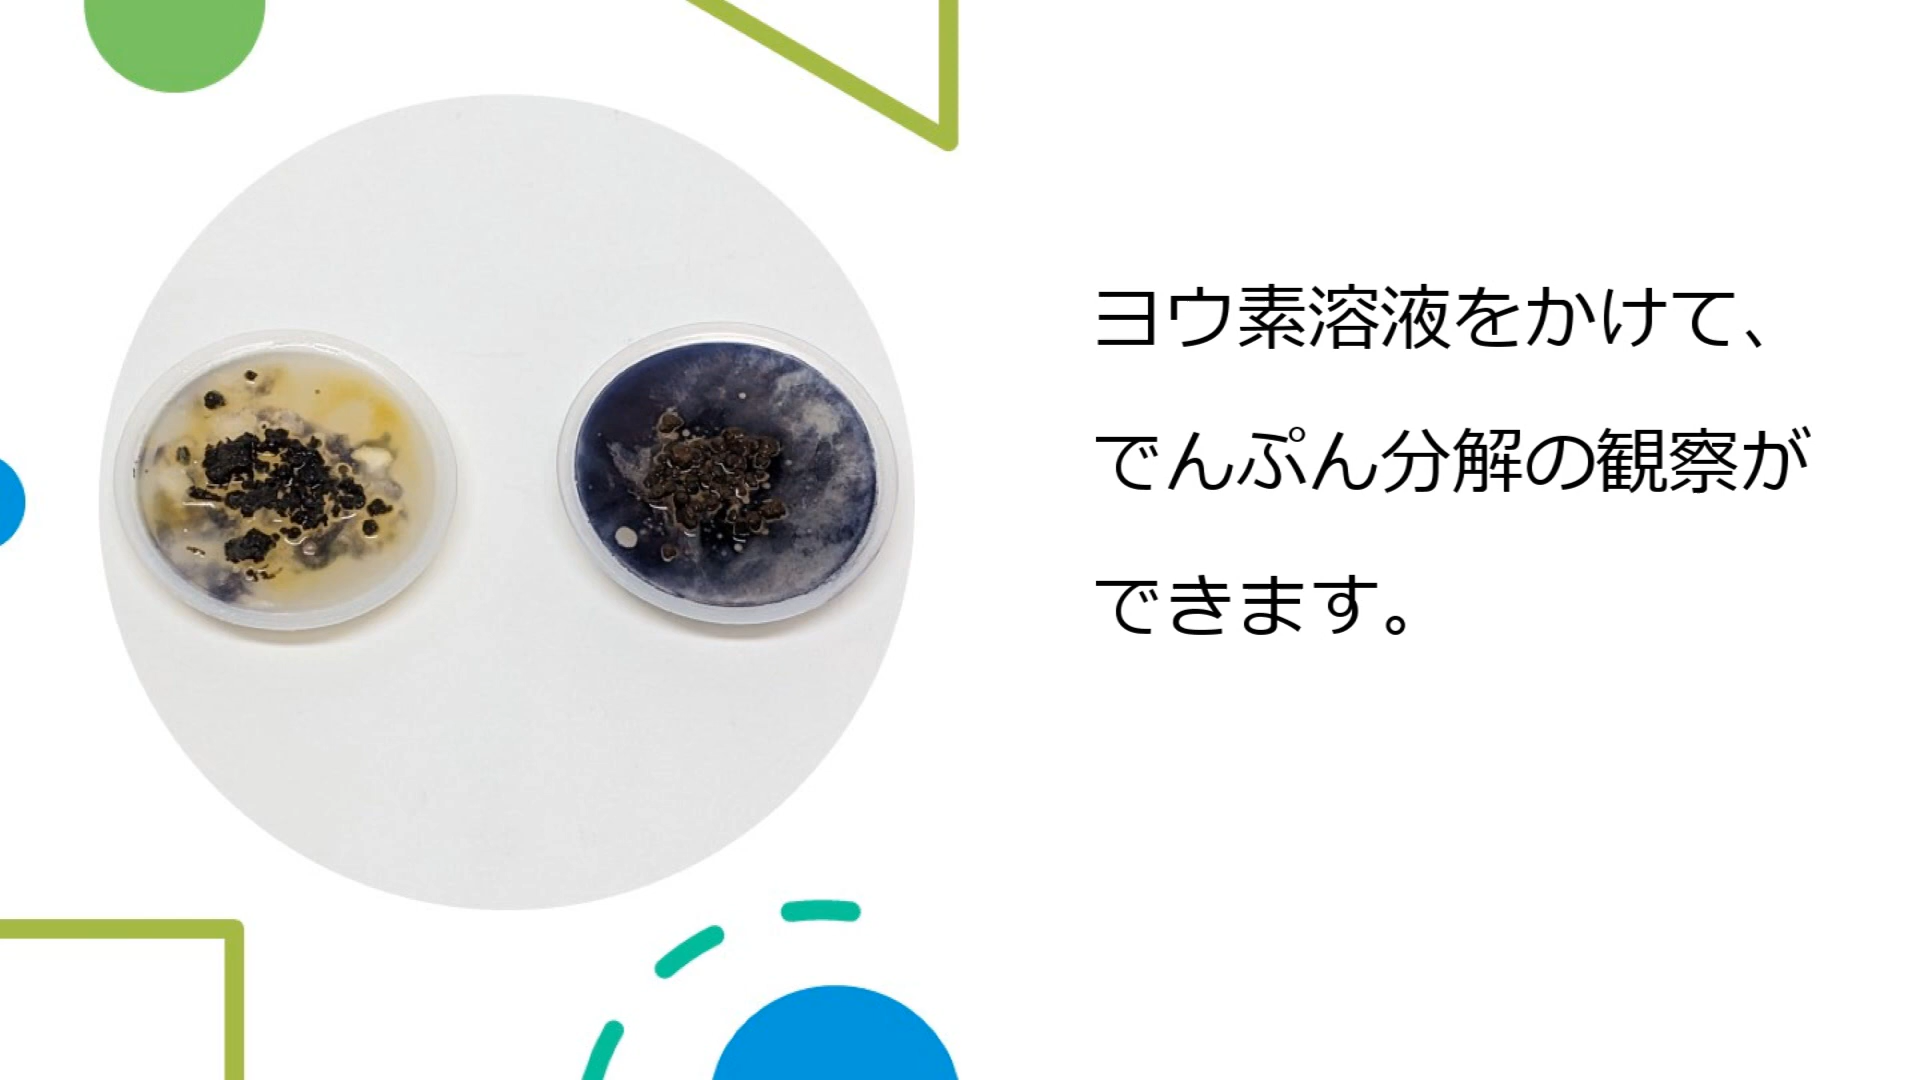 ヨウ素溶液をかけて、
でんぷん分解の観察が
できます。